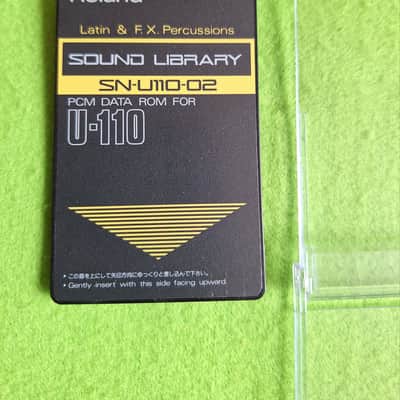 Roland
Latin & F.X. Percussions
SOUND LIBRARY
SN-U110-02
PCM DATA ROM FOR
U-110
• この面を上にして矢印方向にゆっくりと差し込んで下さい。
• Gently insert with this side facing upward.